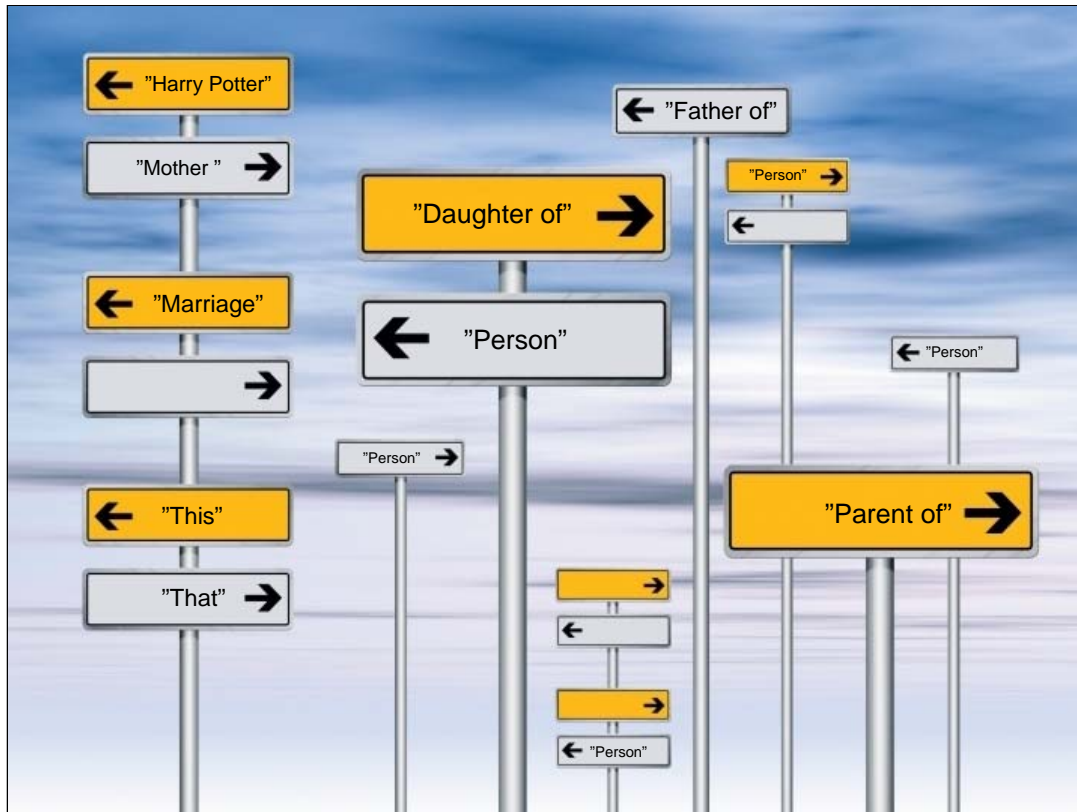 ”Harry Potter”
”Mother ”
”Marriage”
”This”
”That”
”Daughter of”
”Person”
”Person”
”Father of”
”Person”
”Person”
”Parent of”
”Person”